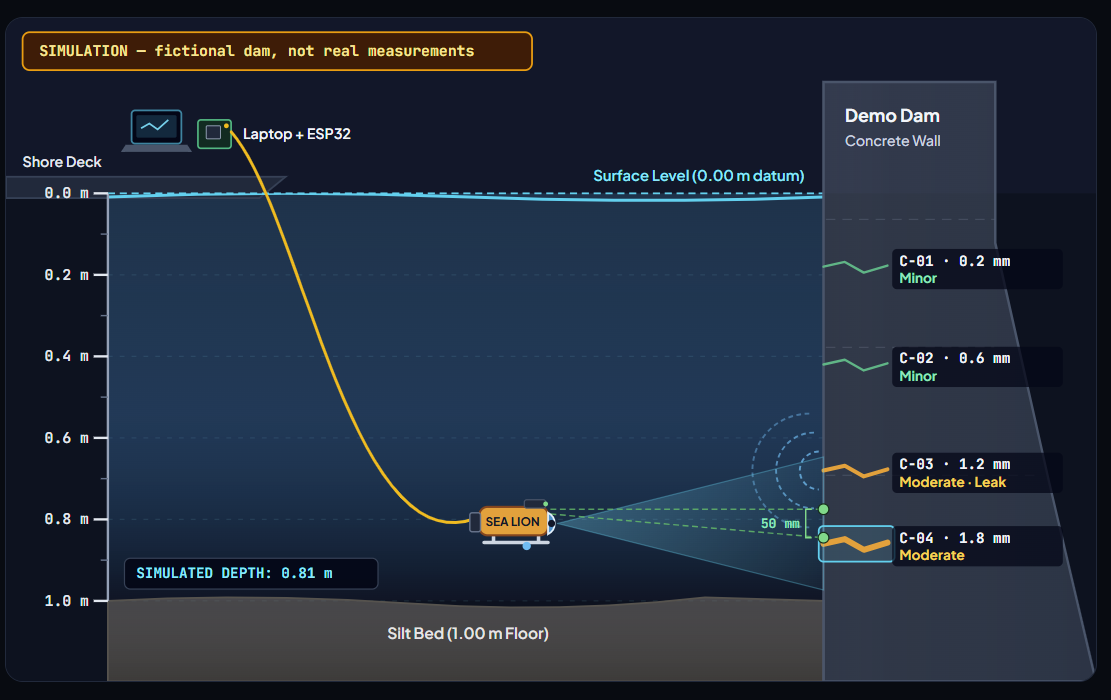 SIMULATION — fictional dam, not real measurements
Demo Dam
Concrete Wall
Laptop + ESP32
Shore Deck
Surface Level (0.00 m datum)
0.0 m
0.2 m
0.4 m
0.6 m
0.8 m
1.0 m
C-01 · 0.2 mm
Minor
C-02 · 0.6 mm
Minor
C-03 · 1.2 mm
Moderate · Leak
C-04 · 1.8 mm
Moderate
50 mm
SEA LION
SIMULATED DEPTH: 0.81 m
Silt Bed (1.00 m Floor)